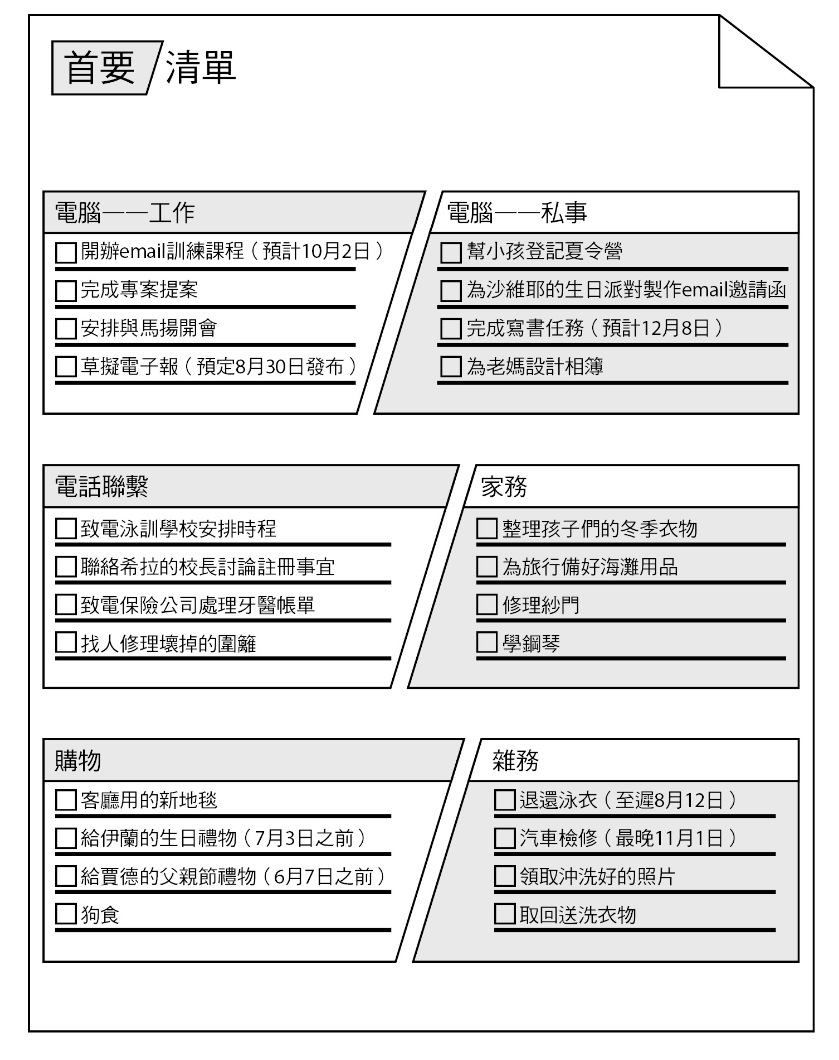 首要清單
電腦——工作
開辦email訓練課程（預計10月2日）
完成專案提案
安排與馬揚開會
草擬電子報（預定8月30日發布）
電腦——私事
幫小孩登記夏令營
為沙維耶的生日派對製作email邀請函
完成寫書任務（預計12月8日）
為老媽設計相簿
電話聯繫
致電泳訓學校安排時程
聯絡希拉的校長討論註冊事宜
致電保險公司處理牙醫帳單
找人修理壞掉的圍籬
家務
整理孩子們的冬季衣物
為旅行備好海灘用品
修理紗門
學鋼琴
購物
客廳用的新地毯
給伊蘭的生日禮物（7月3日之前）
給賈德的父親節禮物（6月7日之前）
狗食
雜務
退還泳衣（至遲8月12日）
汽車檢修（最晚11月1日）
領取沖洗好的照片
取回送洗衣物